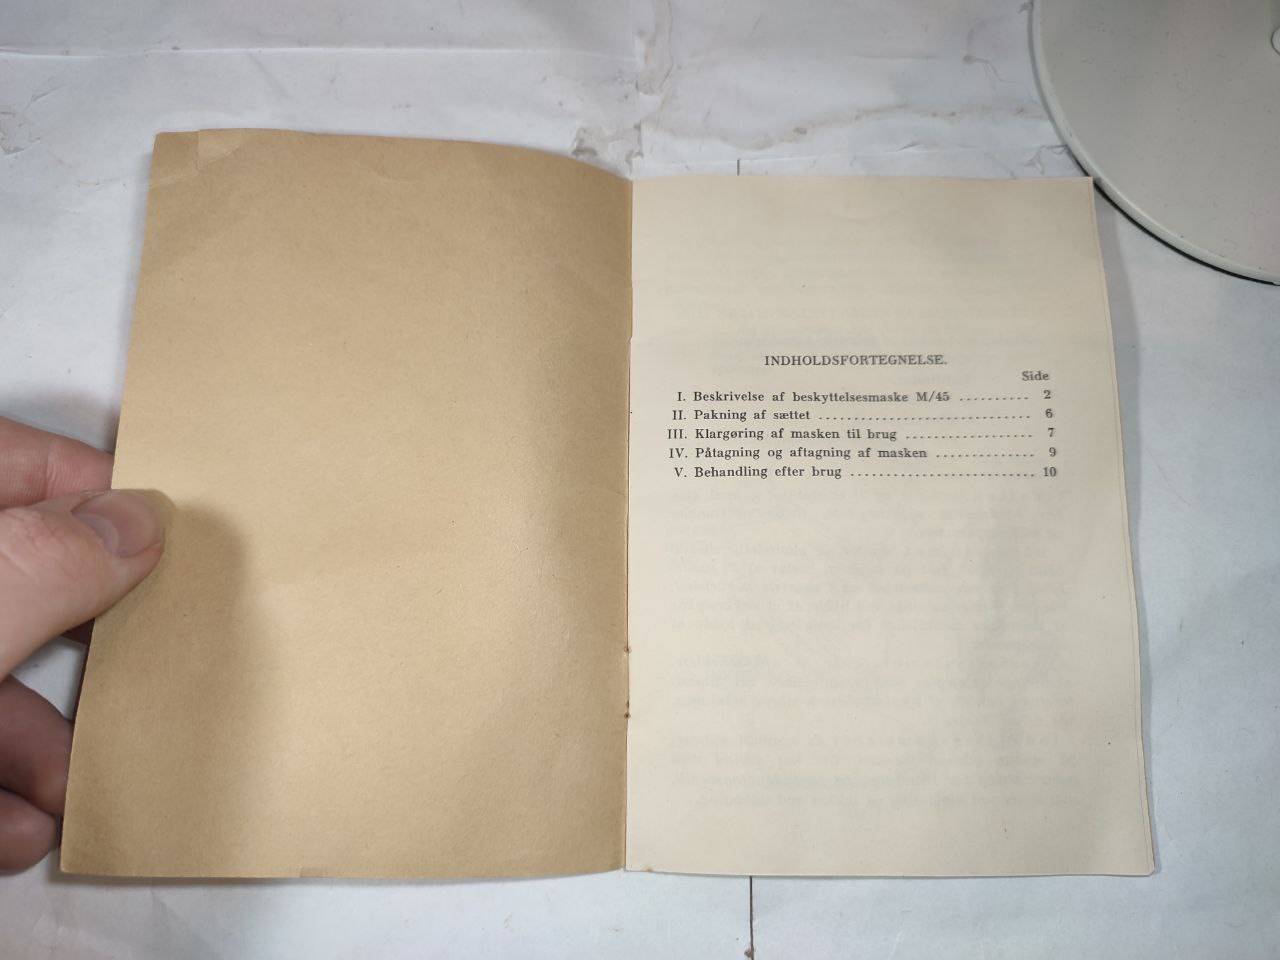 INDHOLDSFORTEGNELSE.
Side
I. Beskrivelse af beskyttelsesmaske M/45 .......... 2
II. Pakning af sættet ............................... 6
III. Klargøring af masken til brug .................. 7
IV. Påtagning og aftagning af masken .............. 9
V. Behandling efter brug ........................... 10